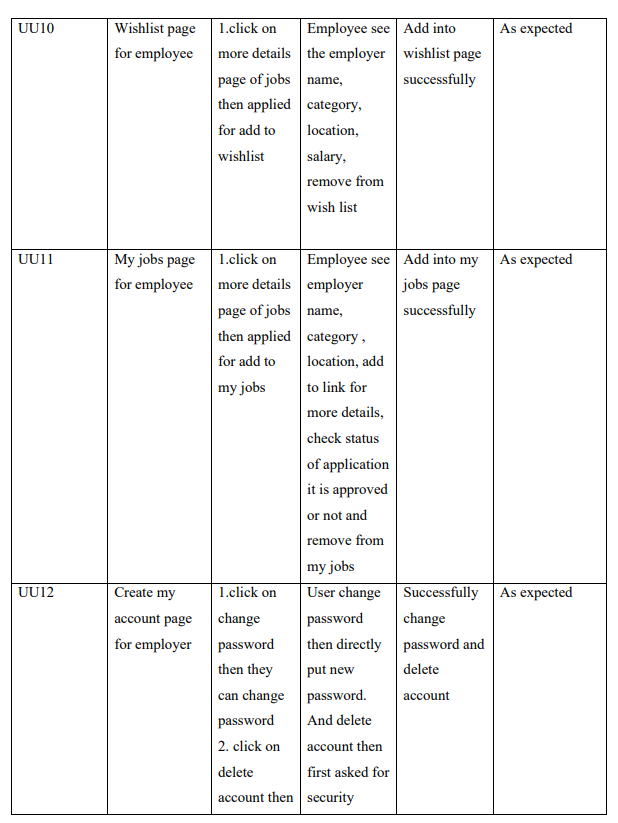 UU10
Wishlist page
for employee
1.click on
more details
page of jobs
then applied
for add to
wishlist
Employee see
the employer
name,
category,
location,
salary,
remove from
wish list
Add into
wishlist page
successfully
As expected
UU11
My jobs page
for employee
1.click on
more details
page of jobs
then applied
for add to
my jobs
Employee see
employer
name,
category ,
location, add
to link for
more details,
check status
of application
it is approved
or not and
remove from
my jobs
Add into my
jobs page
successfully
As expected
UU12
Create my
account page
for employer
1.click on
change
password
then they
can change
password
2. click on
delete
account then
User change
password
then directly
put new
password.
And delete
account then
first asked for
security
Successfully
change
password and
delete
account
As expected